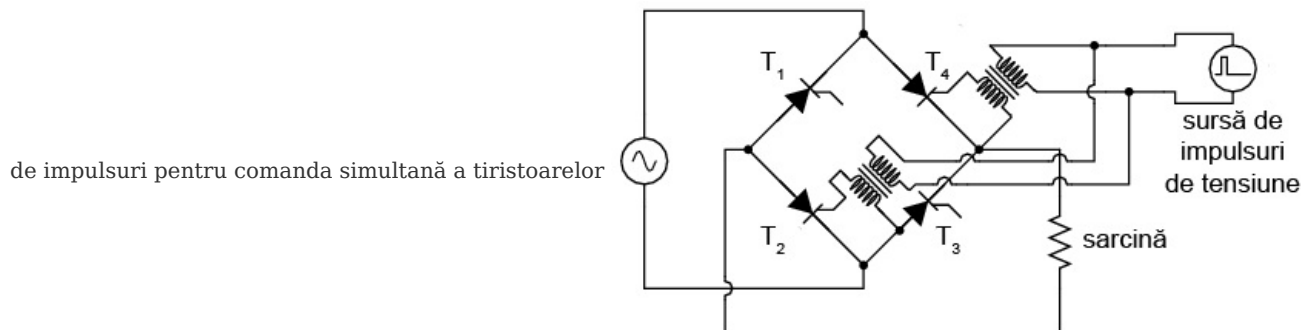 de impulsuri pentru comanda simultană a tiristoarelor
T1
T4
T2
T3
sursă de
impulsuri
de tensiune
sarcină